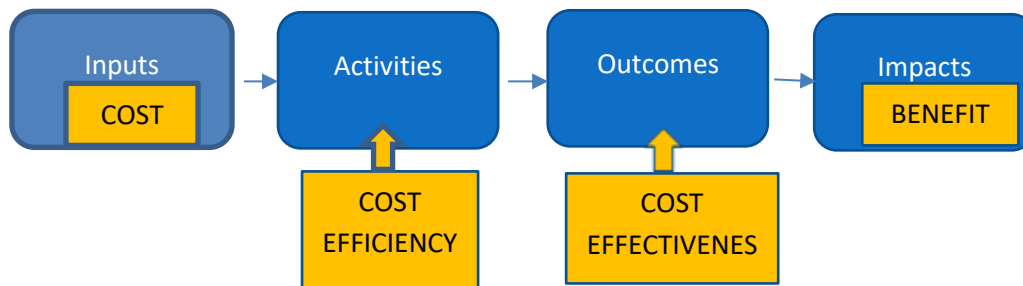 Inputs
COST
Activities
Outcomes
Impacts
BENEFIT
COST
EFFICIENCY
COST
EFFECTIVENES